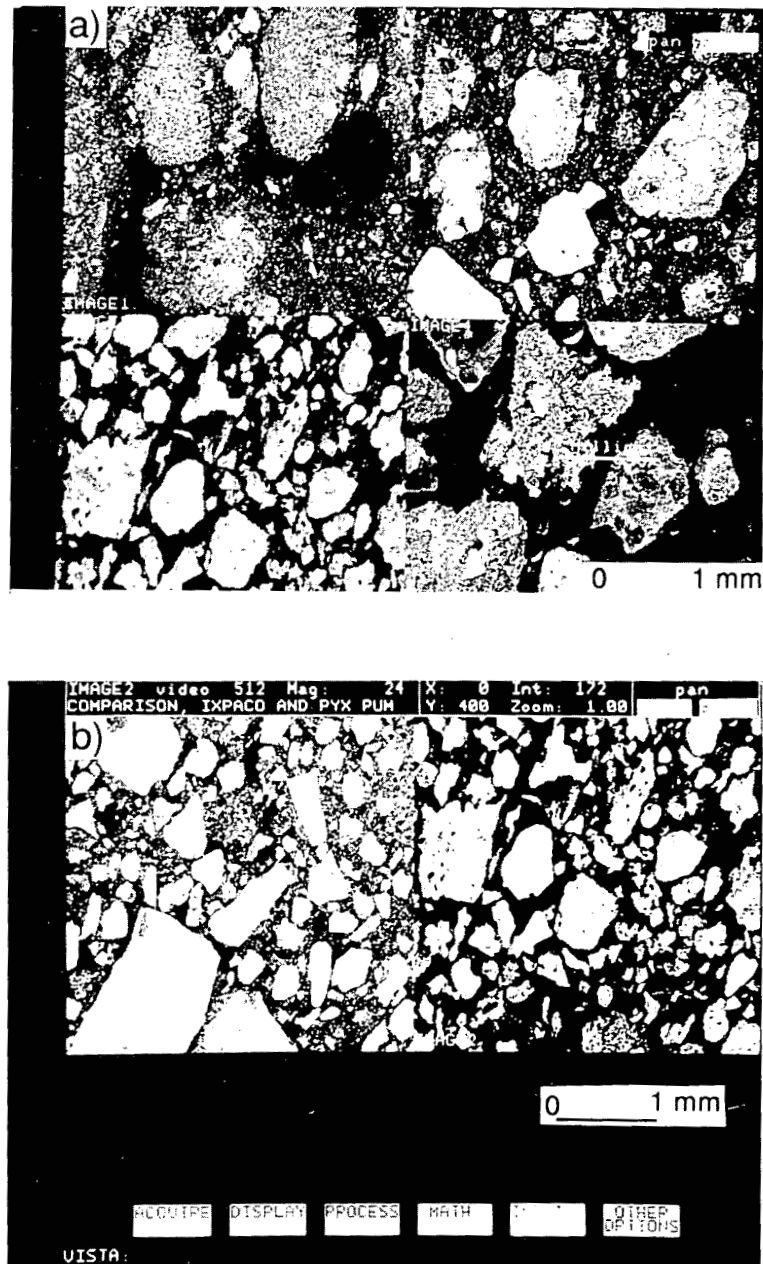 a)
pan
IMAGE1
IMAGE1
0 1 mm
IMAGE2 video 512 Mag: 24 X: 0 Int: 172 pan
COMPARISON, IXPACO AND PYX PUM Y: 400 Zoom: 1.00
b)
0 1 mm
ACQUIRE DISPLAY PROCESS MATH OTHER
OPTIONS
VISTA: